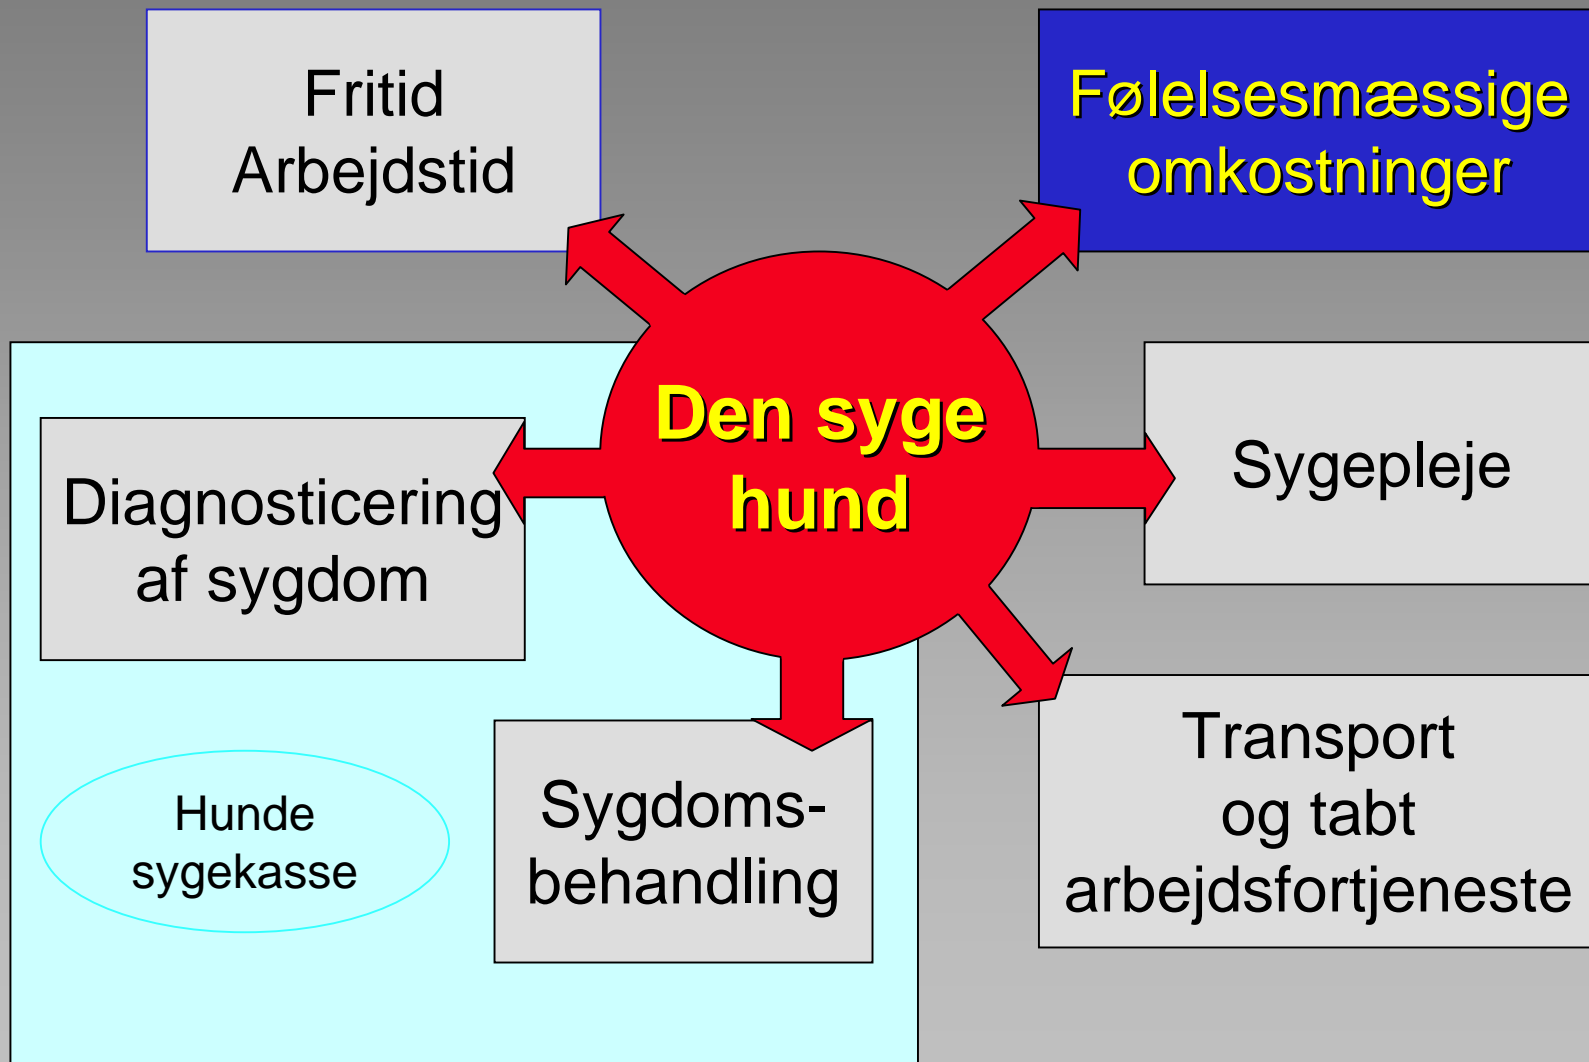 Fritid
Arbejdstid
Følelsesmæssige
omkostninger
Den syge
hund
Diagnosticering
af sygdom
Sygepleje
Hunde
sygekasse
Sygdoms-
behandling
Transport
og tabt
arbejdsfortjeneste